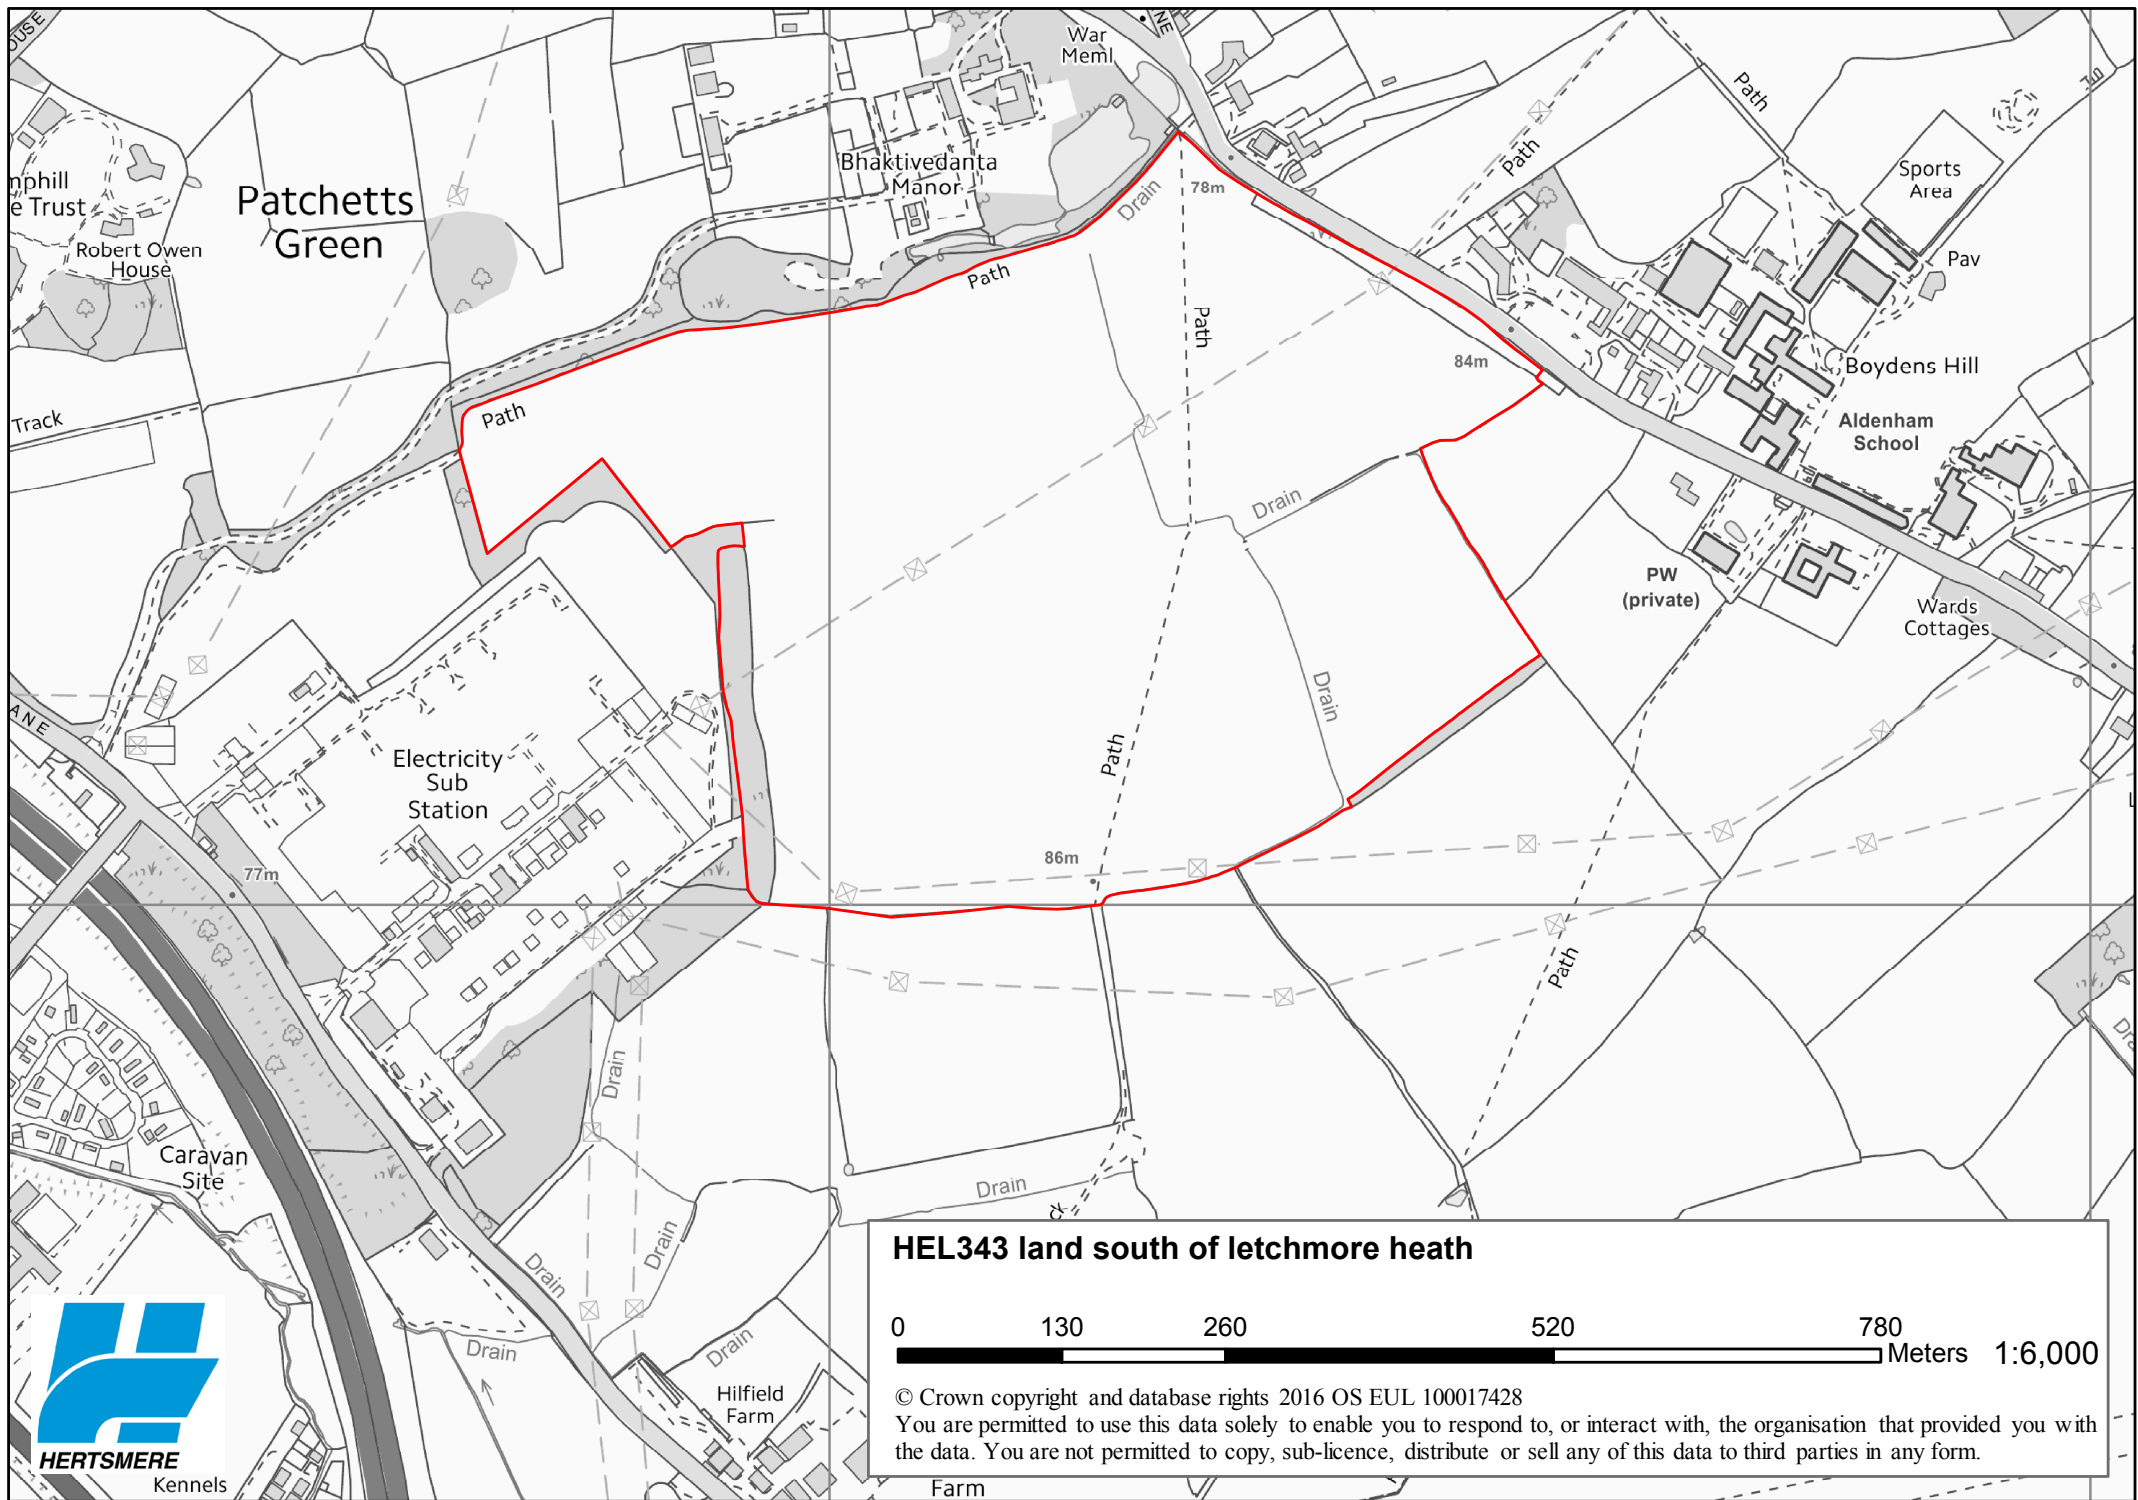 OUSE
NE
War
Meml
Path
Path
Sports
Area
Bhaktivedanta
Manor
mphill
e Trust
Patchetts
Green
Robert Owen
House
Drain
78m
Pav
Path
Path
84m
Boydens Hill
Path
Track
Aldenham
School
Drain
PW
(private)
Wards
Cottages
Drain
ANE
Path
Electricity
Sub
Station
86m
77m
Path
Drain
Dra
Caravan
Site
Drain
Drain
Drain
Drain
Drain
Hilfield
Farm
Kennels
Farm
HEL343 land south of letchmore heath
0 130 260 520 780
Meters 1:6,000
© Crown copyright and database rights 2016 OS EUL 100017428
You are permitted to use this data solely to enable you to respond to, or interact with, the organisation that provided you with
the data. You are not permitted to copy, sub-licence, distribute or sell any of this data to third parties in any form.
HERTSMERE